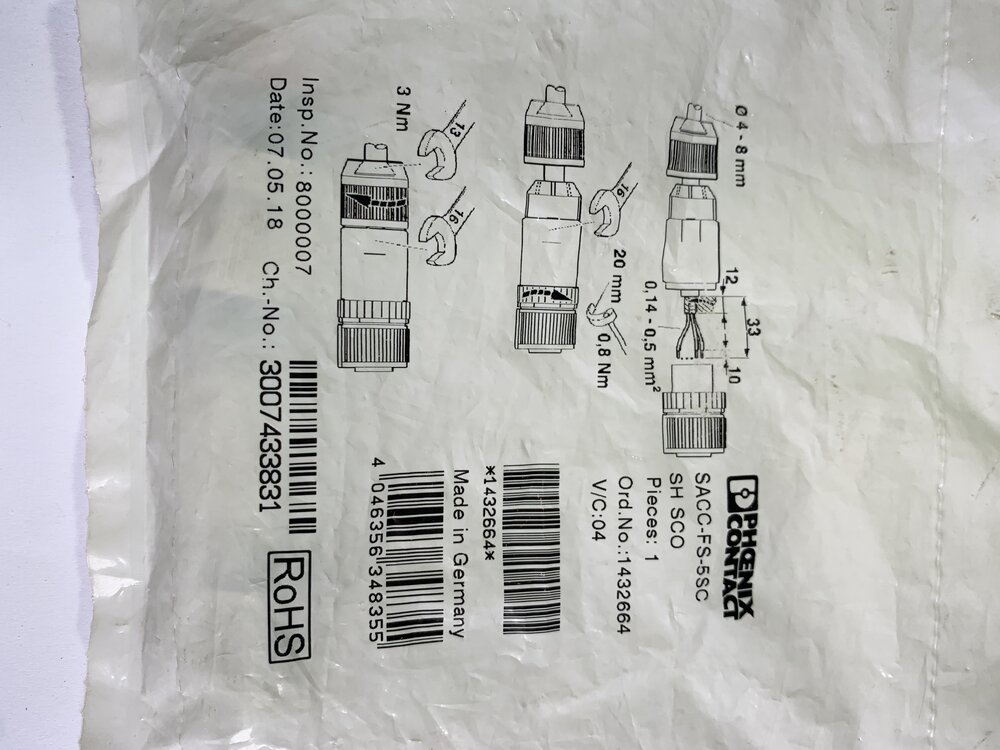 Ø 4 - 8 mm
12
33
10
0,14 - 0,5 mm²
16
20 mm
0,8 Nm
13
16
3 Nm
PHŒNIX
CONTACT
SACC-FS-5SC
SH SCO
Pieces: 1
Ord.No.:1432664
V/C:04
*1432664*
Made in Germany
4 046356 348355
Insp.No.: 8000007
Date:07.05.18 Ch.-No.: 3007433831
RoHS